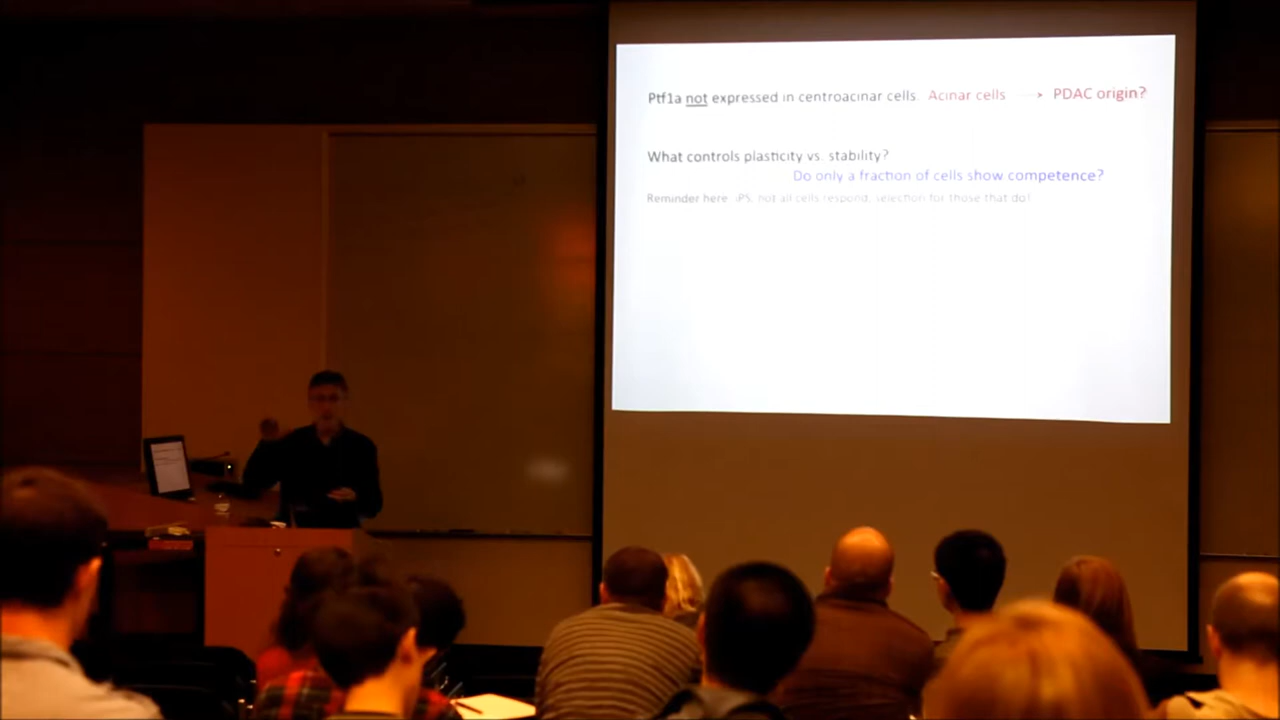 Ptf1a not expressed in centroacinar cells. Acinar cells → PDAC origin?
What controls plasticity vs. stability?
Do only a fraction of cells show competence?
Reminder here iPS, not all cells respond, selection for those that do!